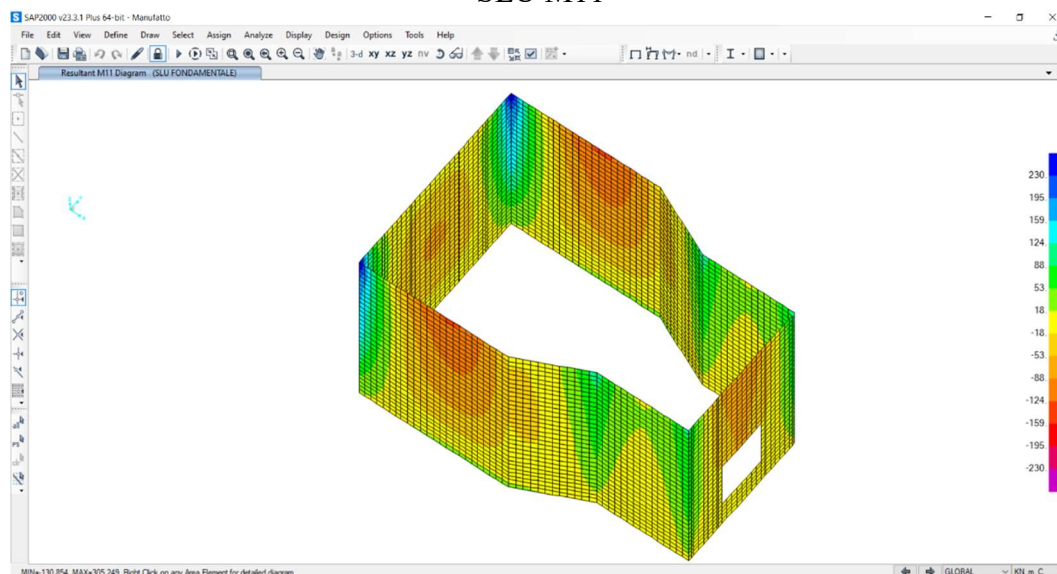 SLU M11
SAP2000 v23.3.1 Plus 64-bit - Manufatto
File Edit View Define Draw Select Assign Analyze Display Design Options Tools Help
3-d xy xz yz nv nd
Resultant M11 Diagram (SLU FONDAMENTALE)
230.
195.
159.
124.
88.
53.
18.
-18.
-53.
-88.
-124.
-159.
-195.
-230.
MIN=-130.854, MAX=305.249, Right Click on any Area Element for detailed diagram
GLOBAL KN, m, C